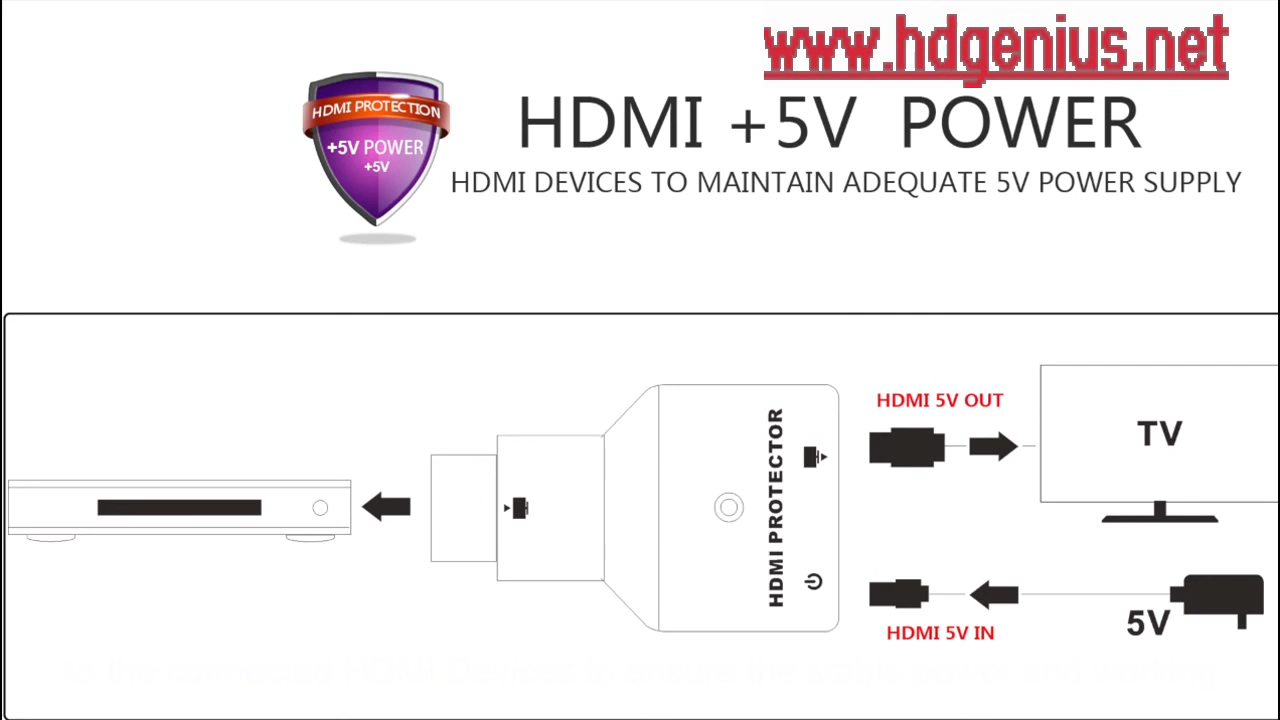 www.hdgenius.net
HDMI PROTECTION
+5V POWER
+5V
HDMI +5V POWER
HDMI DEVICES TO MAINTAIN ADEQUATE 5V POWER SUPPLY
HDMI 5V OUT
TV
HDMI PROTECTOR
5V
HDMI 5V IN